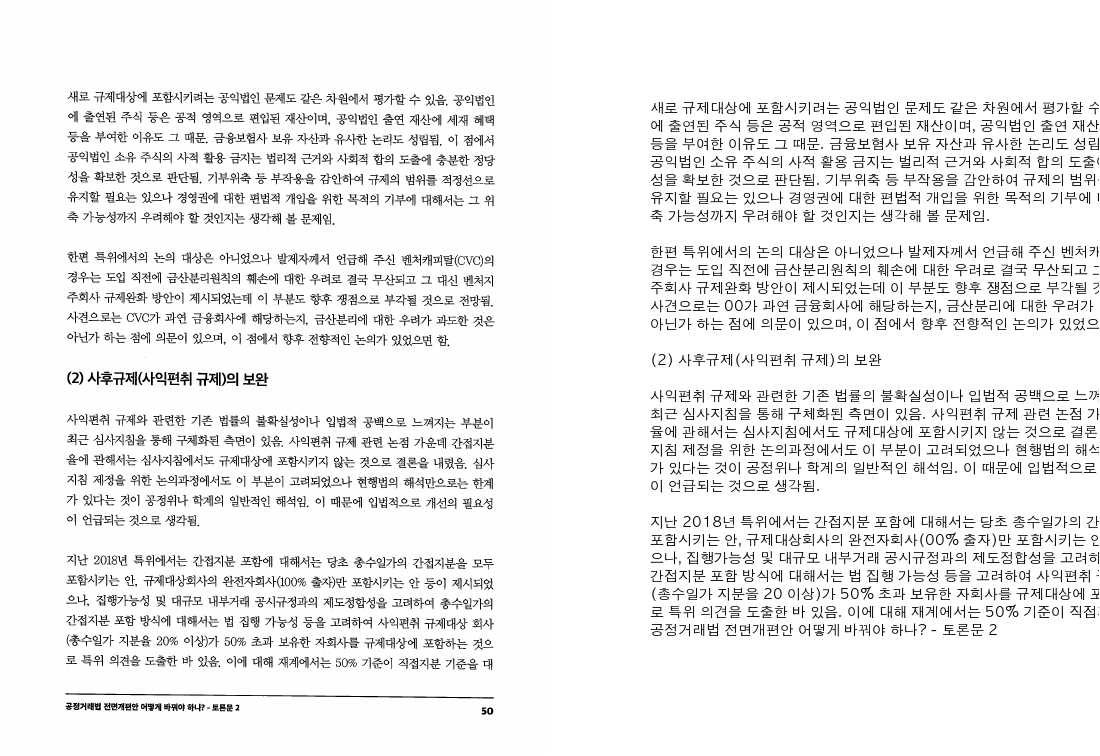 새로 규제대상에 포함시키려는 공익법인 문제도 같은 차원에서 평가할 수 있음. 공익법인
에 출연된 주식 등은 공적 영역으로 편입된 재산이며, 공익법인 출연 재산에 세재 혜택
등을 부여한 이유도 그 때문. 금융보험사 보유 자산과 유사한 논리도 성립됨. 이 점에서
공익법인 소유 주식의 사적 활용 금지는 법리적 근거와 사회적 합의 도출에 충분한 정당
성을 확보한 것으로 판단됨. 기부위축 등 부작용을 감안하여 규제의 범위를 적정선으로
유지할 필요는 있으나 경영권에 대한 편법적 개입을 위한 목적의 기부에 대해서는 그 위
축 가능성까지 우려해야 할 것인지는 생각해 볼 문제임.
한편 특위에서의 논의 대상은 아니었으나 발제자께서 언급해 주신 벤처캐피탈(CVC)의
경우는 도입 직전에 금산분리원칙의 훼손에 대한 우려로 결국 무산되고 그 대신 벤처지
주회사 규제완화 방안이 제시되었는데 이 부분도 향후 쟁점으로 부각될 것으로 전망됨.
사견으로는 CVC가 과연 금융회사에 해당하는지, 금산분리에 대한 우려가 과도한 것은
아닌가 하는 점에 의문이 있으며, 이 점에서 향후 전향적인 논의가 있었으면 함.
(2) 사후규제(사익편취 규제)의 보완
사익편취 규제와 관련한 기존 법률의 불확실성이나 입법적 공백으로 느껴지는 부분이
최근 심사지침을 통해 구체화된 측면이 있음. 사익편취 규제 관련 논점 가운데 간접지분
율에 관해서는 심사지침에서도 규제대상에 포함시키지 않는 것으로 결론을 내렸음. 심사
지침 제정을 위한 논의과정에서도 이 부분이 고려되었으나 현행법의 해석만으로는 한계
가 있다는 것이 공정위나 학계의 일반적인 해석임. 이 때문에 입법적으로 개선의 필요성
이 언급되는 것으로 생각됨.
지난 2018년 특위에서는 간접지분 포함에 대해서는 당초 총수일가의 간접지분을 모두
포함시키는 안, 규제대상회사의 완전자회사(100% 출자)만 포함시키는 안 등이 제시되었
으나, 집행가능성 및 대규모 내부거래 공시규정과의 제도정합성을 고려하여 총수일가의
간접지분 포함 방식에 대해서는 법 집행 가능성 등을 고려하여 사익편취 규제대상 회사
(총수일가 지분율 20% 이상)가 50% 초과 보유한 자회사를 규제대상에 포함하는 것으
로 특위 의견을 도출한 바 있음. 이에 대해 재계에서는 50% 기준이 직접지분 기준을 대
공정거래법 전면개편안 어떻게 바꿔야 하나? - 토론문 2
50
새로 규제대상에 포함시키려는 공익법인 문제도 같은 차원에서 평가할 수
에 출연된 주식 등은 공적 영역으로 편입된 재산이며, 공익법인 출연 재산
등을 부여한 이유도 그 때문. 금융보험사 보유 자산과 유사한 논리도 성립
공익법인 소유 주식의 사적 활용 금지는 벌리적 근거와 사회적 합의 도출
성을 확보한 것으로 판단됨. 기부위축 등 부작용을 감안하여 규제의 범위
유지할 필요는 있으나 경영권에 대한 편법적 개입을 위한 목적의 기부에
축 가능성까지 우려해야 할 것인지는 생각해 볼 문제임.
한편 특위에서의 논의 대상은 아니었으나 발제자께서 언급해 주신 벤처
경우는 도입 직전에 금산분리원칙의 훼손에 대한 우려로 결국 무산되고
주회사 규제완화 방안이 제시되었는데 이 부분도 향후 쟁점으로 부각될
사견으로는 00가 과연 금융회사에 해당하는지, 금산분리에 대한 우려가
아닌가 하는 점에 의문이 있으며, 이 점에서 향후 전향적인 논의가 있었으
(2) 사후규제(사익편취 규제)의 보완
사익편취 규제와 관련한 기존 법률의 불확실성이나 입법적 공백으로
최근 심사지침을 통해 구체화된 측면이 있음. 사익편취 규제 관련 논점
율에 관해서는 심사지침에서도 규제대상에 포함시키지 않는 것으로 결론
지침 제정을 위한 논의과정에서도 이 부분이 고려되었으나 현행법의 해석
가 있다는 것이 공정위나 학계의 일반적인 해석임. 이 때문에 입법적으로
이 언급되는 것으로 생각됨.
지난 2018년 특위에서는 간접지분 포함에 대해서는 당초 총수일가의
포함시키는 안, 규제대상회사의 완전자회사(00% 출자)만 포함시키는 안
으나, 집행가능성 및 대규모 내부거래 공시규정과의 제도정합성을 고려하
간접지분 포함 방식에 대해서는 법 집행 가능성 등을 고려하여 사익편취
(총수일가 지분을 20 이상)가 50% 초과 보유한 자회사를 규제대상에 포함
로 특위 의견을 도출한 바 있음. 이에 대해 재계에서는 50% 기준이 직접
공정거래법 전면개편안 어떻게 바꿔야 하나? - 토론문 2